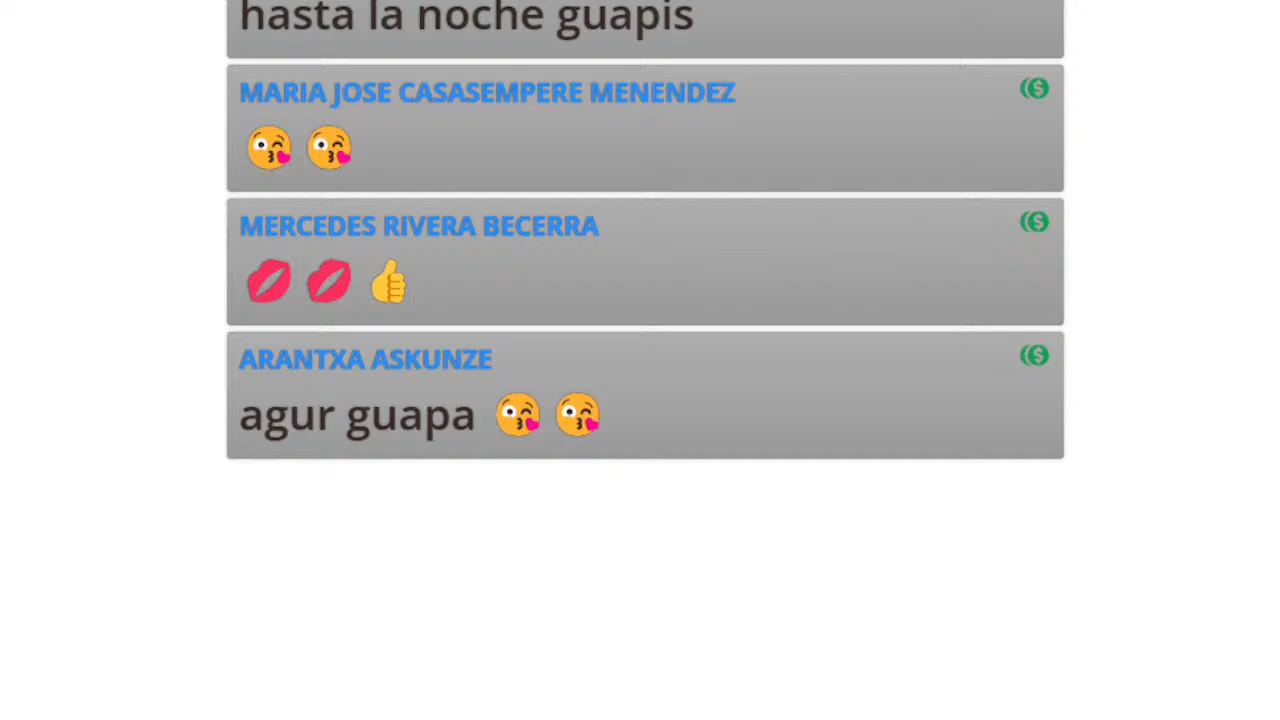 hasta la noche guapis
MARIA JOSE CASASEMPERE MENENDEZ
😘 😘
MERCEDES RIVERA BECERRA
💋 💋 👍
ARANTXA ASKUNZE
agur guapa 😘 😘